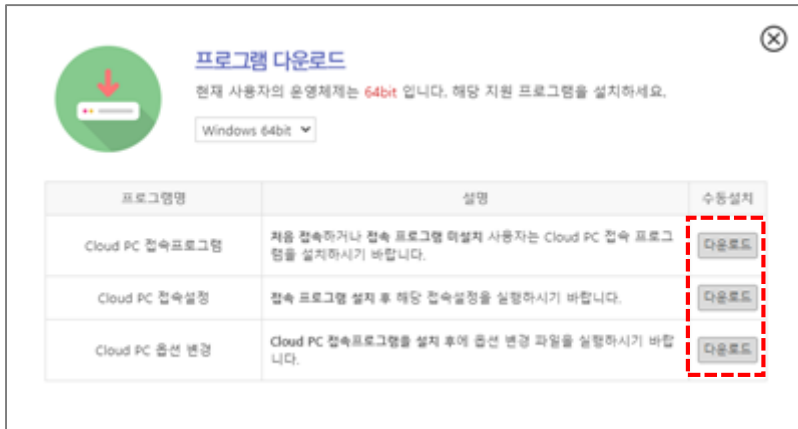 프로그램 다운로드
현재 사용자의 운영체제는 64bit 입니다. 해당 지원 프로그램을 설치하세요.
Windows 64bit
프로그램명 설명 수동설치
Cloud PC 접속프로그램 처음 접속하거나 접속 프로그램 미설치 사용자는 Cloud PC 접속 프로그 다운로드
램을 설치하시기 바랍니다.
Cloud PC 접속설정 접속 프로그램 설치 후 해당 접속설정을 실행하시기 바랍니다. 다운로드
Cloud PC 옵션 변경 Cloud PC 접속프로그램을 설치 후에 옵션 변경 파일을 실행하시기 바랍 다운로드
니다.